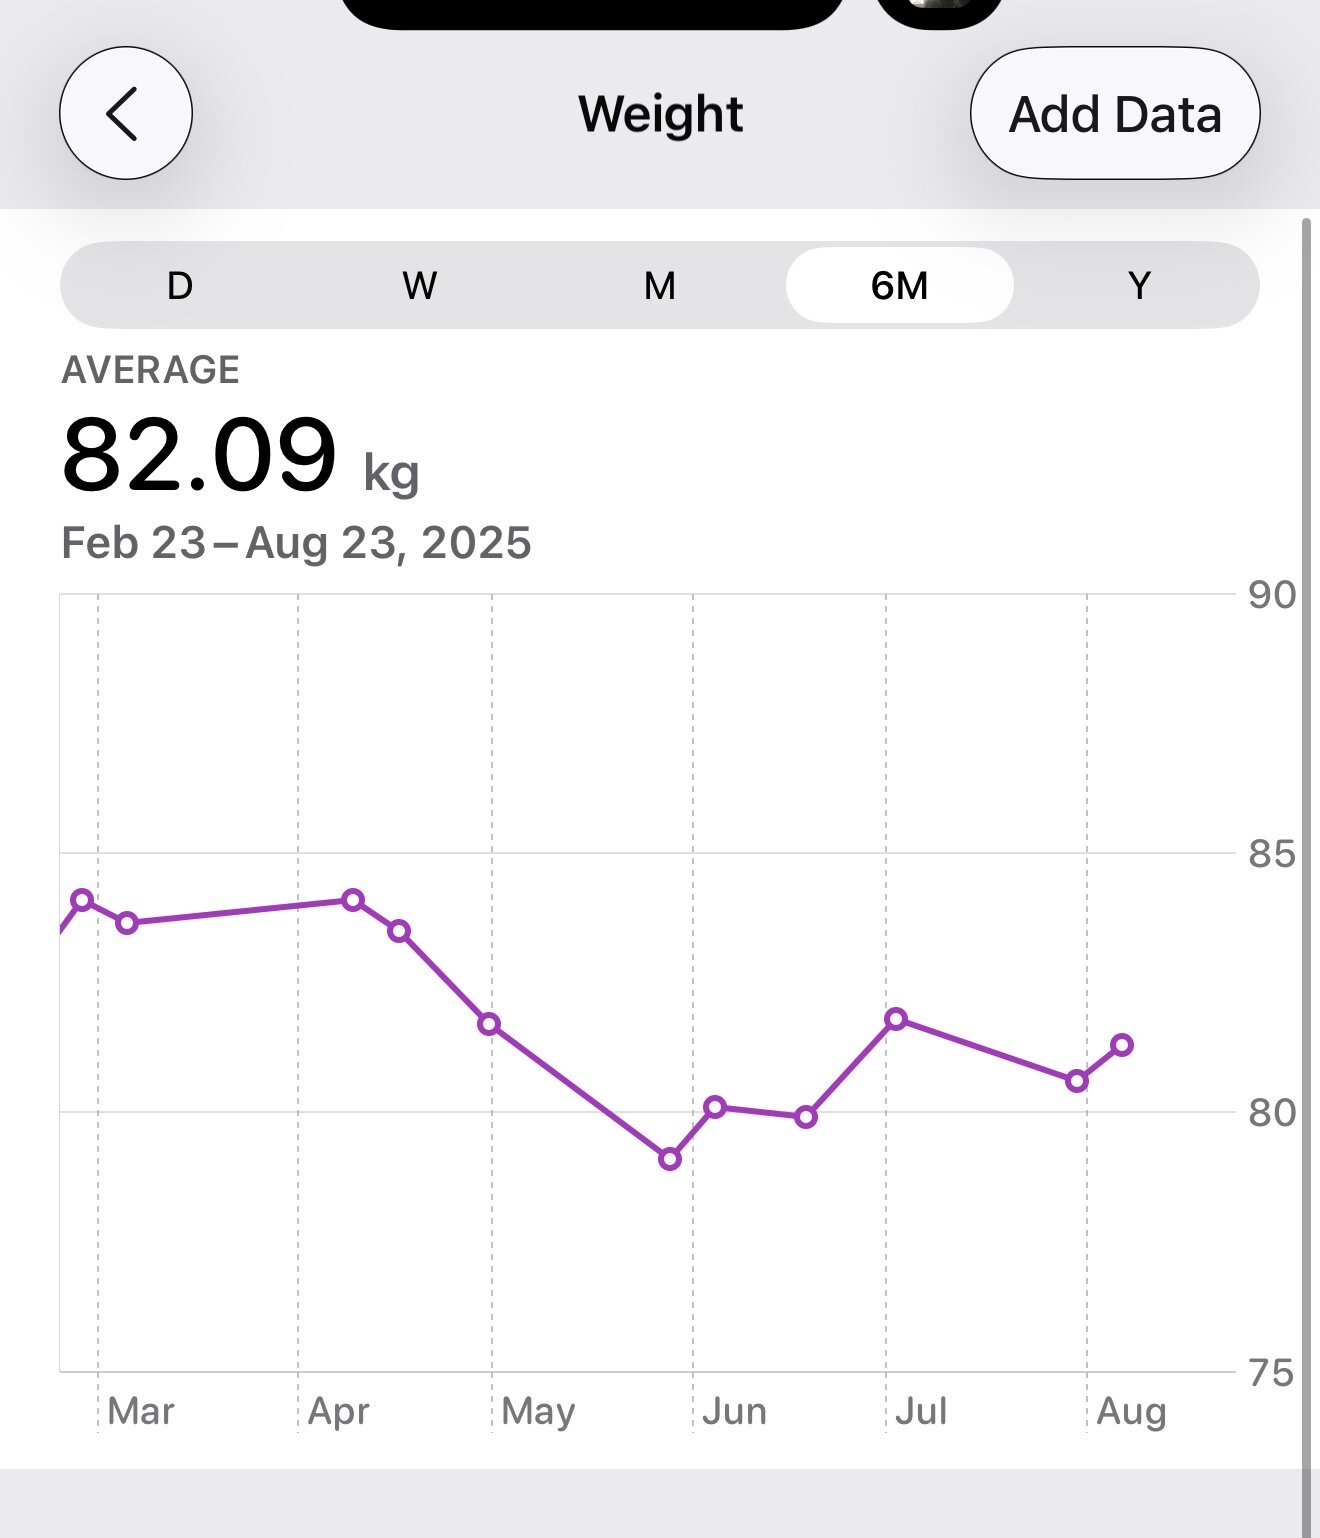 Weight
Add Data
D W M 6M Y
AVERAGE
82.09 kg
Feb 23–Aug 23, 2025
90
85
80
75
Mar Apr May Jun Jul Aug